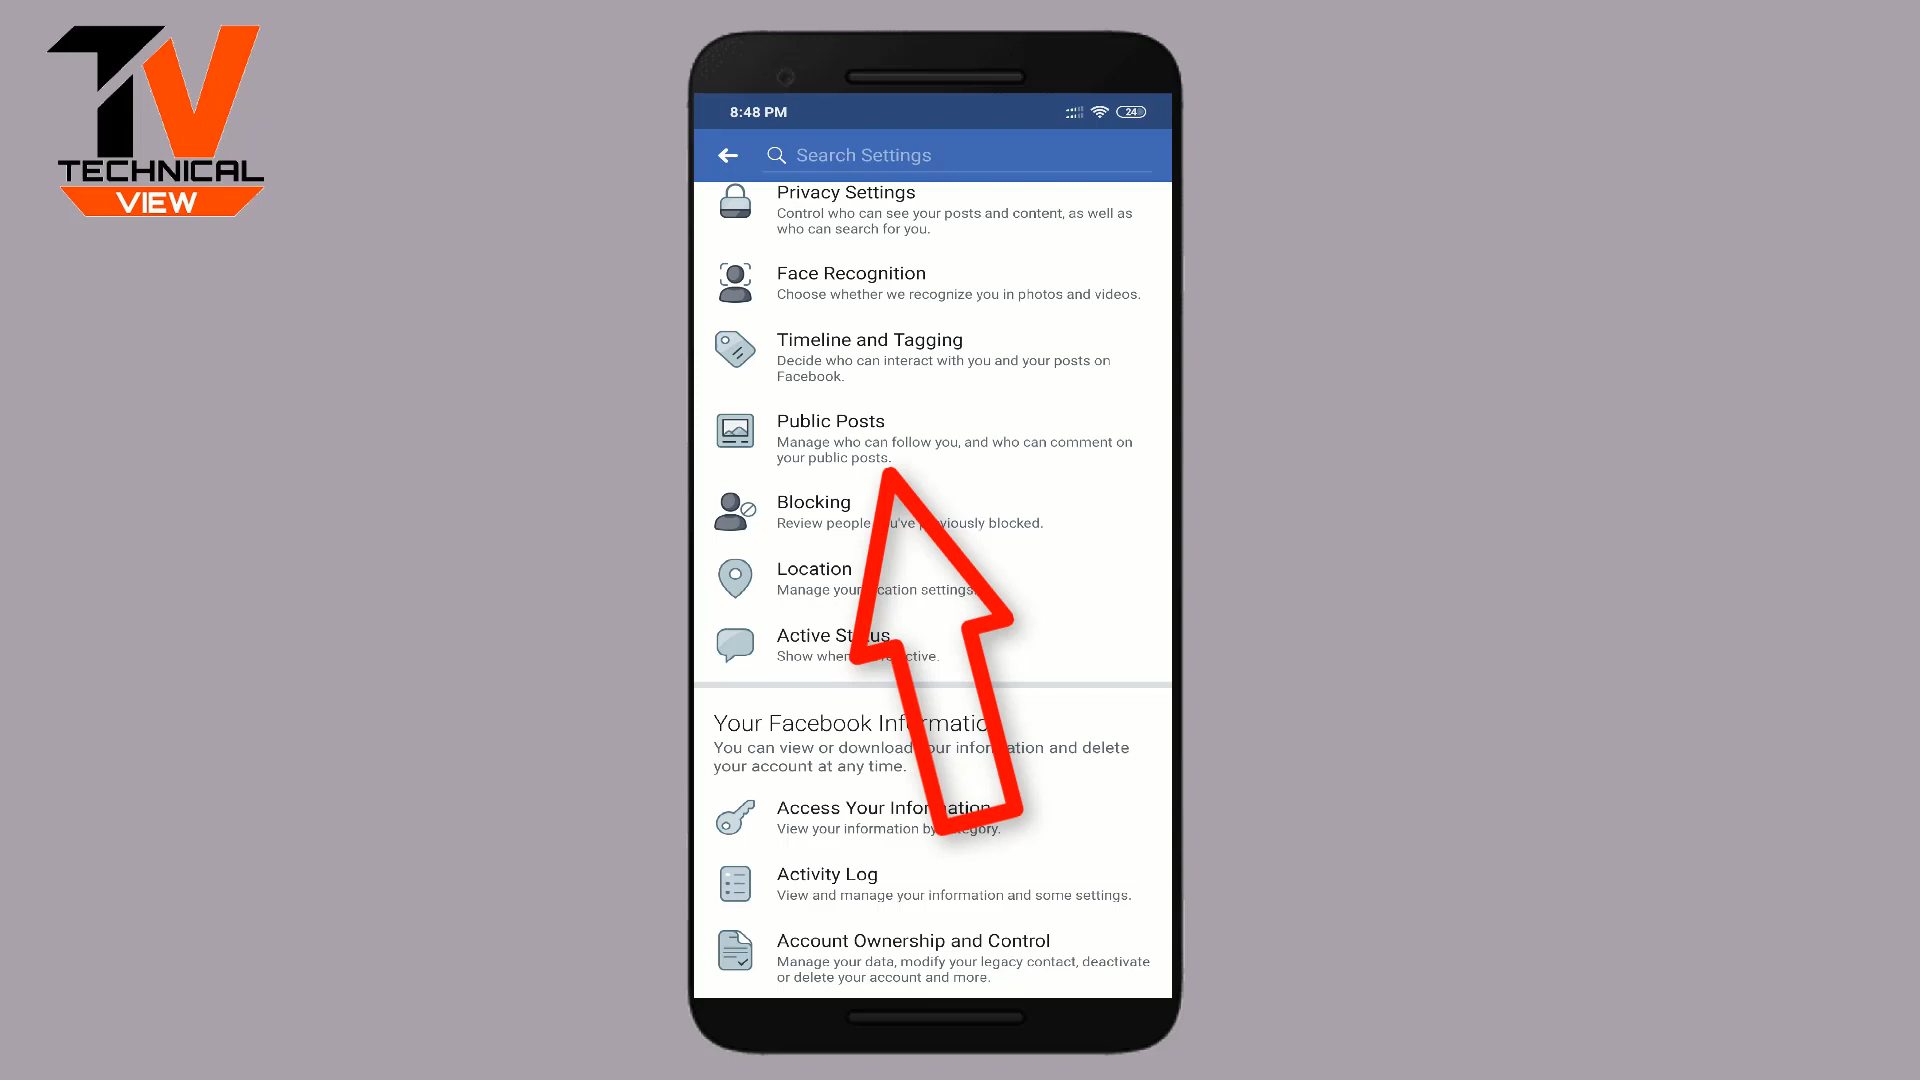 TV
TECHNICAL
VIEW
8:48 PM
24
Search Settings
Privacy Settings
Control who can see your posts and content, as well as
who can search for you.
Face Recognition
Choose whether we recognize you in photos and videos.
Timeline and Tagging
Decide who can interact with you and your posts on
Facebook.
Public Posts
Manage who can follow you, and who can comment on
your public posts.
Blocking
Review people you've previously blocked.
Location
Manage your location settings.
Active Status
Show when active.
Your Facebook Information
You can view or download your information and delete
your account at any time.
Access Your Information
View your information by category.
Activity Log
View and manage your information and some settings.
Account Ownership and Control
Manage your data, modify your legacy contact, deactivate
or delete your account and more.